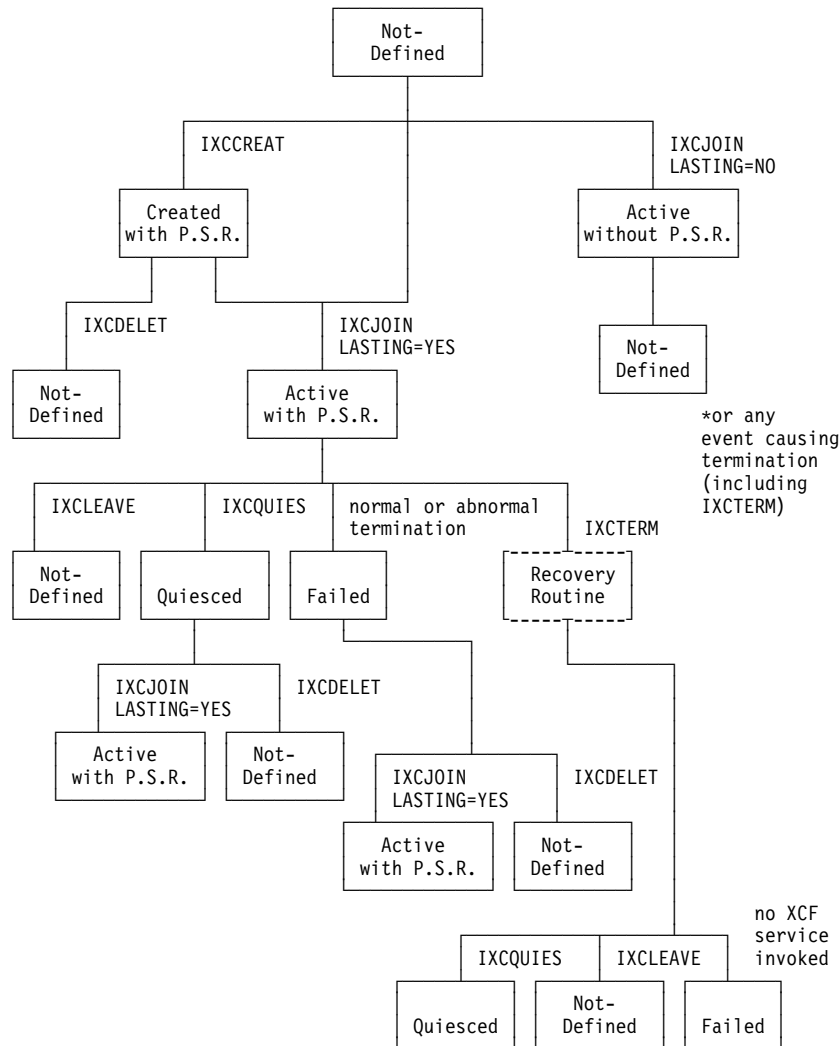 Not-
Defined
IXCCREAT
IXCJOIN
LASTING=NO
Created
with P.S.R.
Active
without P.S.R.
IXCDELET
IXCJOIN
LASTING=YES
Not-
Defined
Not-
Defined
Active
with P.S.R.
*or any
event causing
termination
(including
IXCTERM)
IXCLEAVE
IXCQUIES
normal or abnormal
termination
IXCTERM
Not-
Defined
Quiesced
Failed
Recovery
Routine
IXCJOIN
LASTING=YES
IXCDELET
Active
with P.S.R.
Not-
Defined
IXCJOIN
LASTING=YES
IXCDELET
Active
with P.S.R.
Not-
Defined
no XCF
service
invoked
IXCQUIES
IXCLEAVE
Quiesced
Not-
Defined
Failed